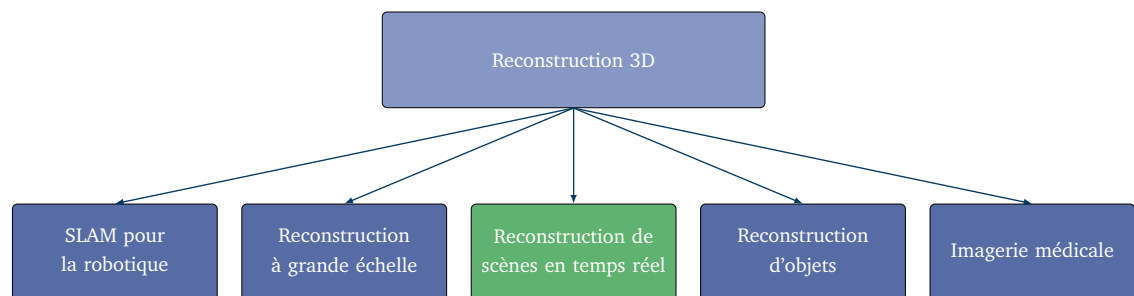 Reconstruction 3D
SLAM pour
la robotique
Reconstruction
à grande échelle
Reconstruction de
scènes en temps réel
Reconstruction
d’objets
Imagerie médicale